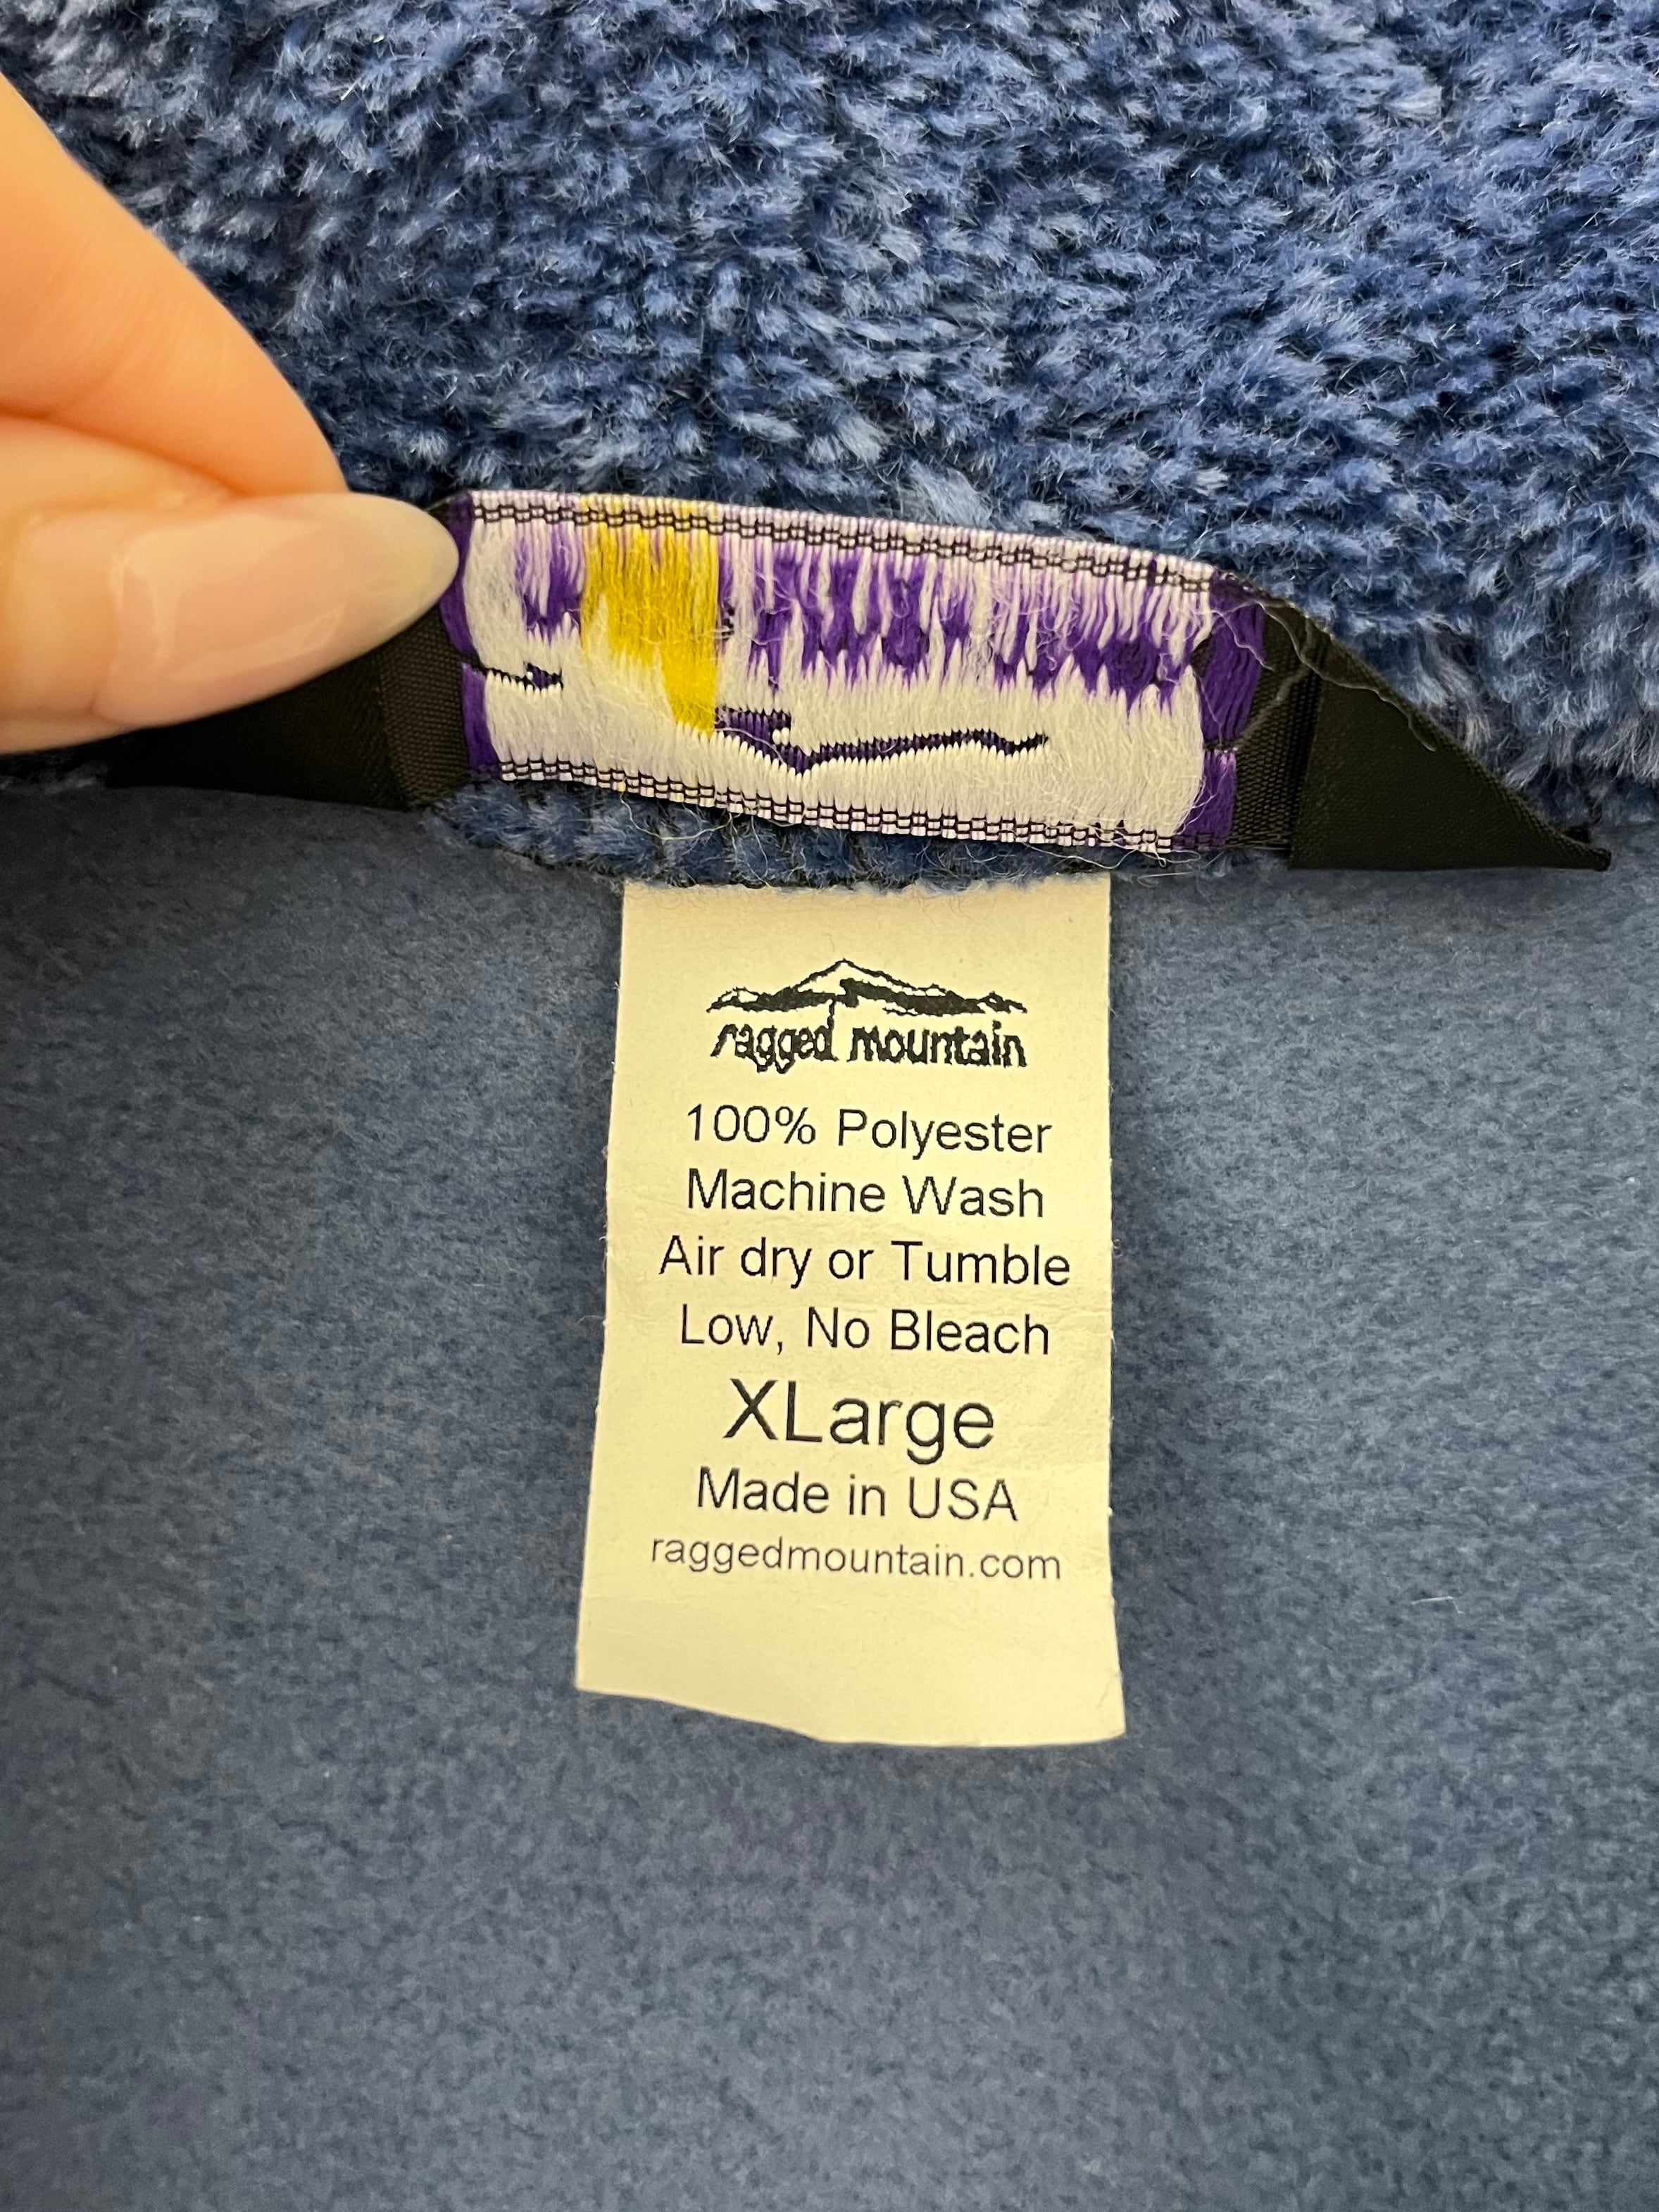 ragged mountain
100% Polyester
Machine Wash
Air dry or Tumble
Low, No Bleach
XLarge
Made in USA
raggedmountain.com